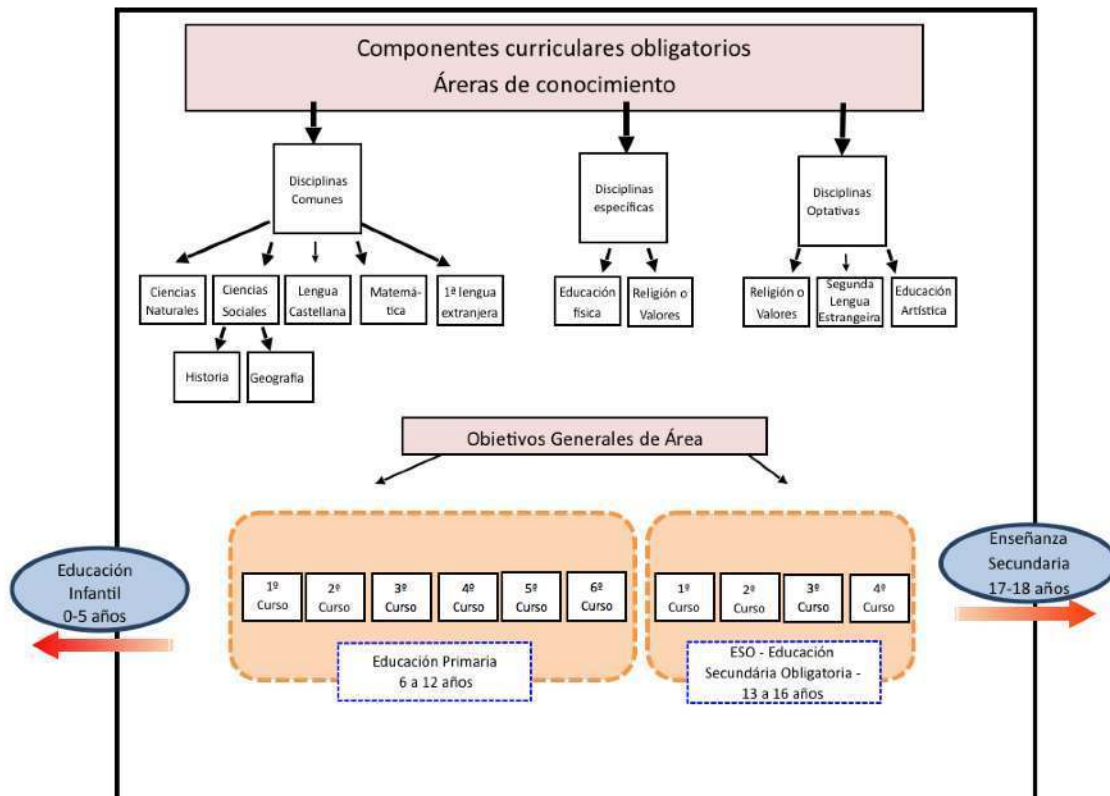 Componentes curriculares obligatorios
Áreras de conocimiento
Disciplinas
Comunes
Disciplinas
específicas
Disciplinas
Optativas
Ciencias
Naturales
Ciencias
Sociales
Lengua
Castellana
Matemá-
tica
1ª lengua
extranjera
Educación
física
Religión o
Valores
Religión o
Valores
Segunda
Lengua
Estrangeira
Educación
Artística
Historia
Geografia
Obietivos Generales de Área
Educación
Infantil
0-5 años
1º
Curso
2º
Curso
3º
Curso
4º
Curso
5º
Curso
6º
Curso
Educación Primaria
6 a 12 años
1º
Curso
2º
Curso
3º
Curso
4º
Curso
ESO - Educación
Secundária Obligatoria -
13 a 16 años
Enseñanza
Secundaria
17-18 años